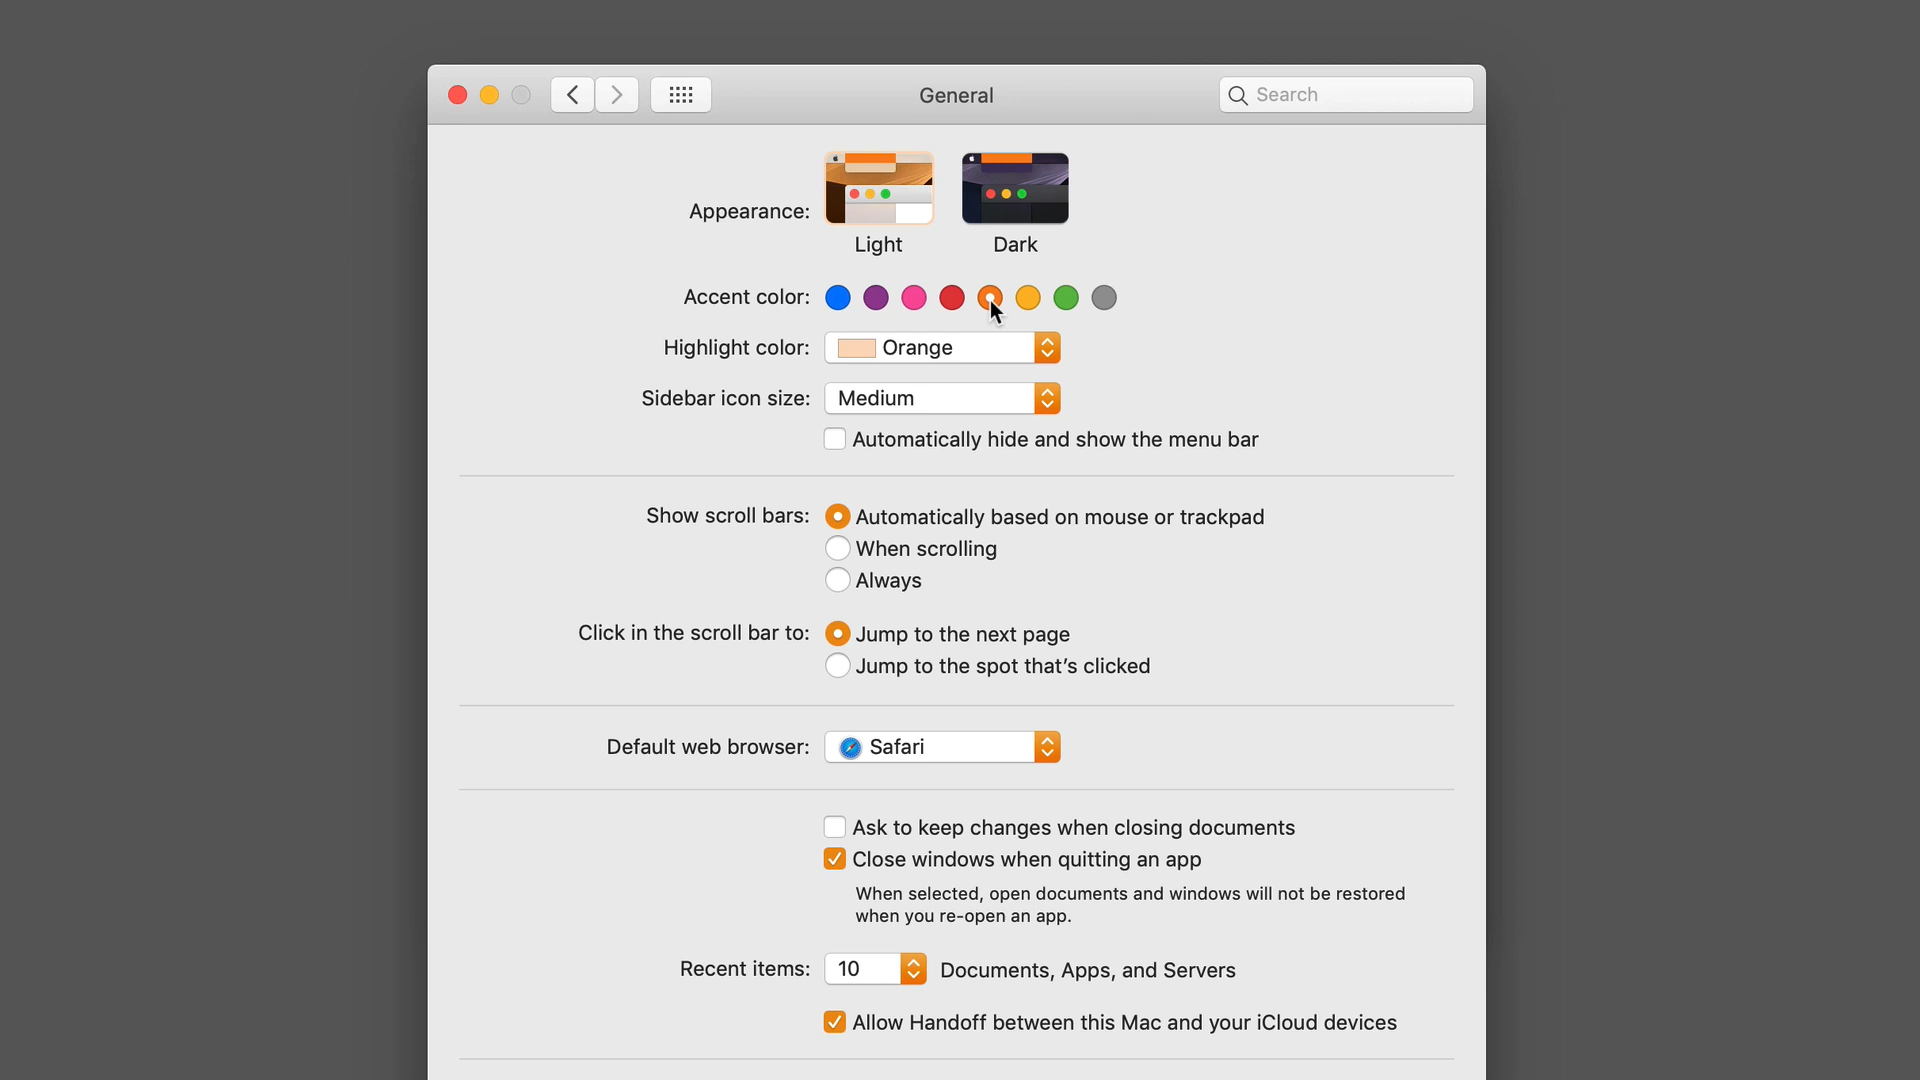 General
Search
Appearance:
Light
Dark
Accent color:
Highlight color:
Orange
Sidebar icon size:
Medium
Automatically hide and show the menu bar
Show scroll bars:
Automatically based on mouse or trackpad
When scrolling
Always
Click in the scroll bar to:
Jump to the next page
Jump to the spot that’s clicked
Default web browser:
Safari
Ask to keep changes when closing documents
Close windows when quitting an app
When selected, open documents and windows will not be restored
when you re-open an app.
Recent items:
10
Documents, Apps, and Servers
Allow Handoff between this Mac and your iCloud devices